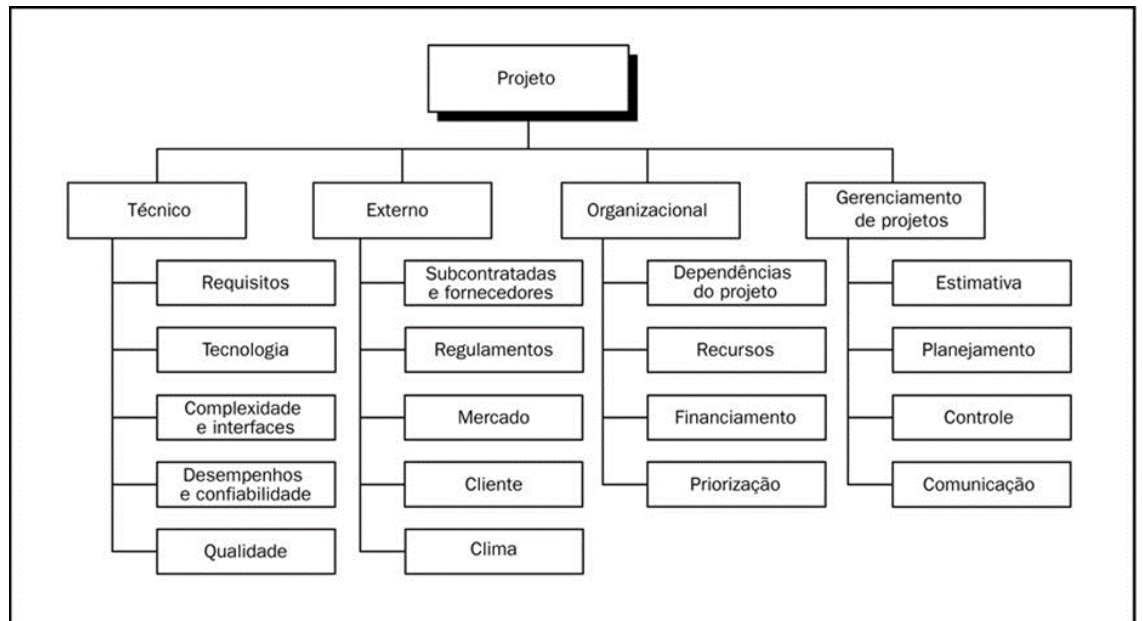 Projeto
Técnico
Externo
Organizacional
Gerenciamento
de projetos
Requisitos
Tecnologia
Complexidade
e interfaces
Desempenhos
e confiabilidade
Qualidade
Subcontratadas
e fornecedores
Regulamentos
Mercado
Cliente
Clima
Dependências
do projeto
Recursos
Financiamento
Priorização
Estimativa
Planejamento
Controle
Comunicação